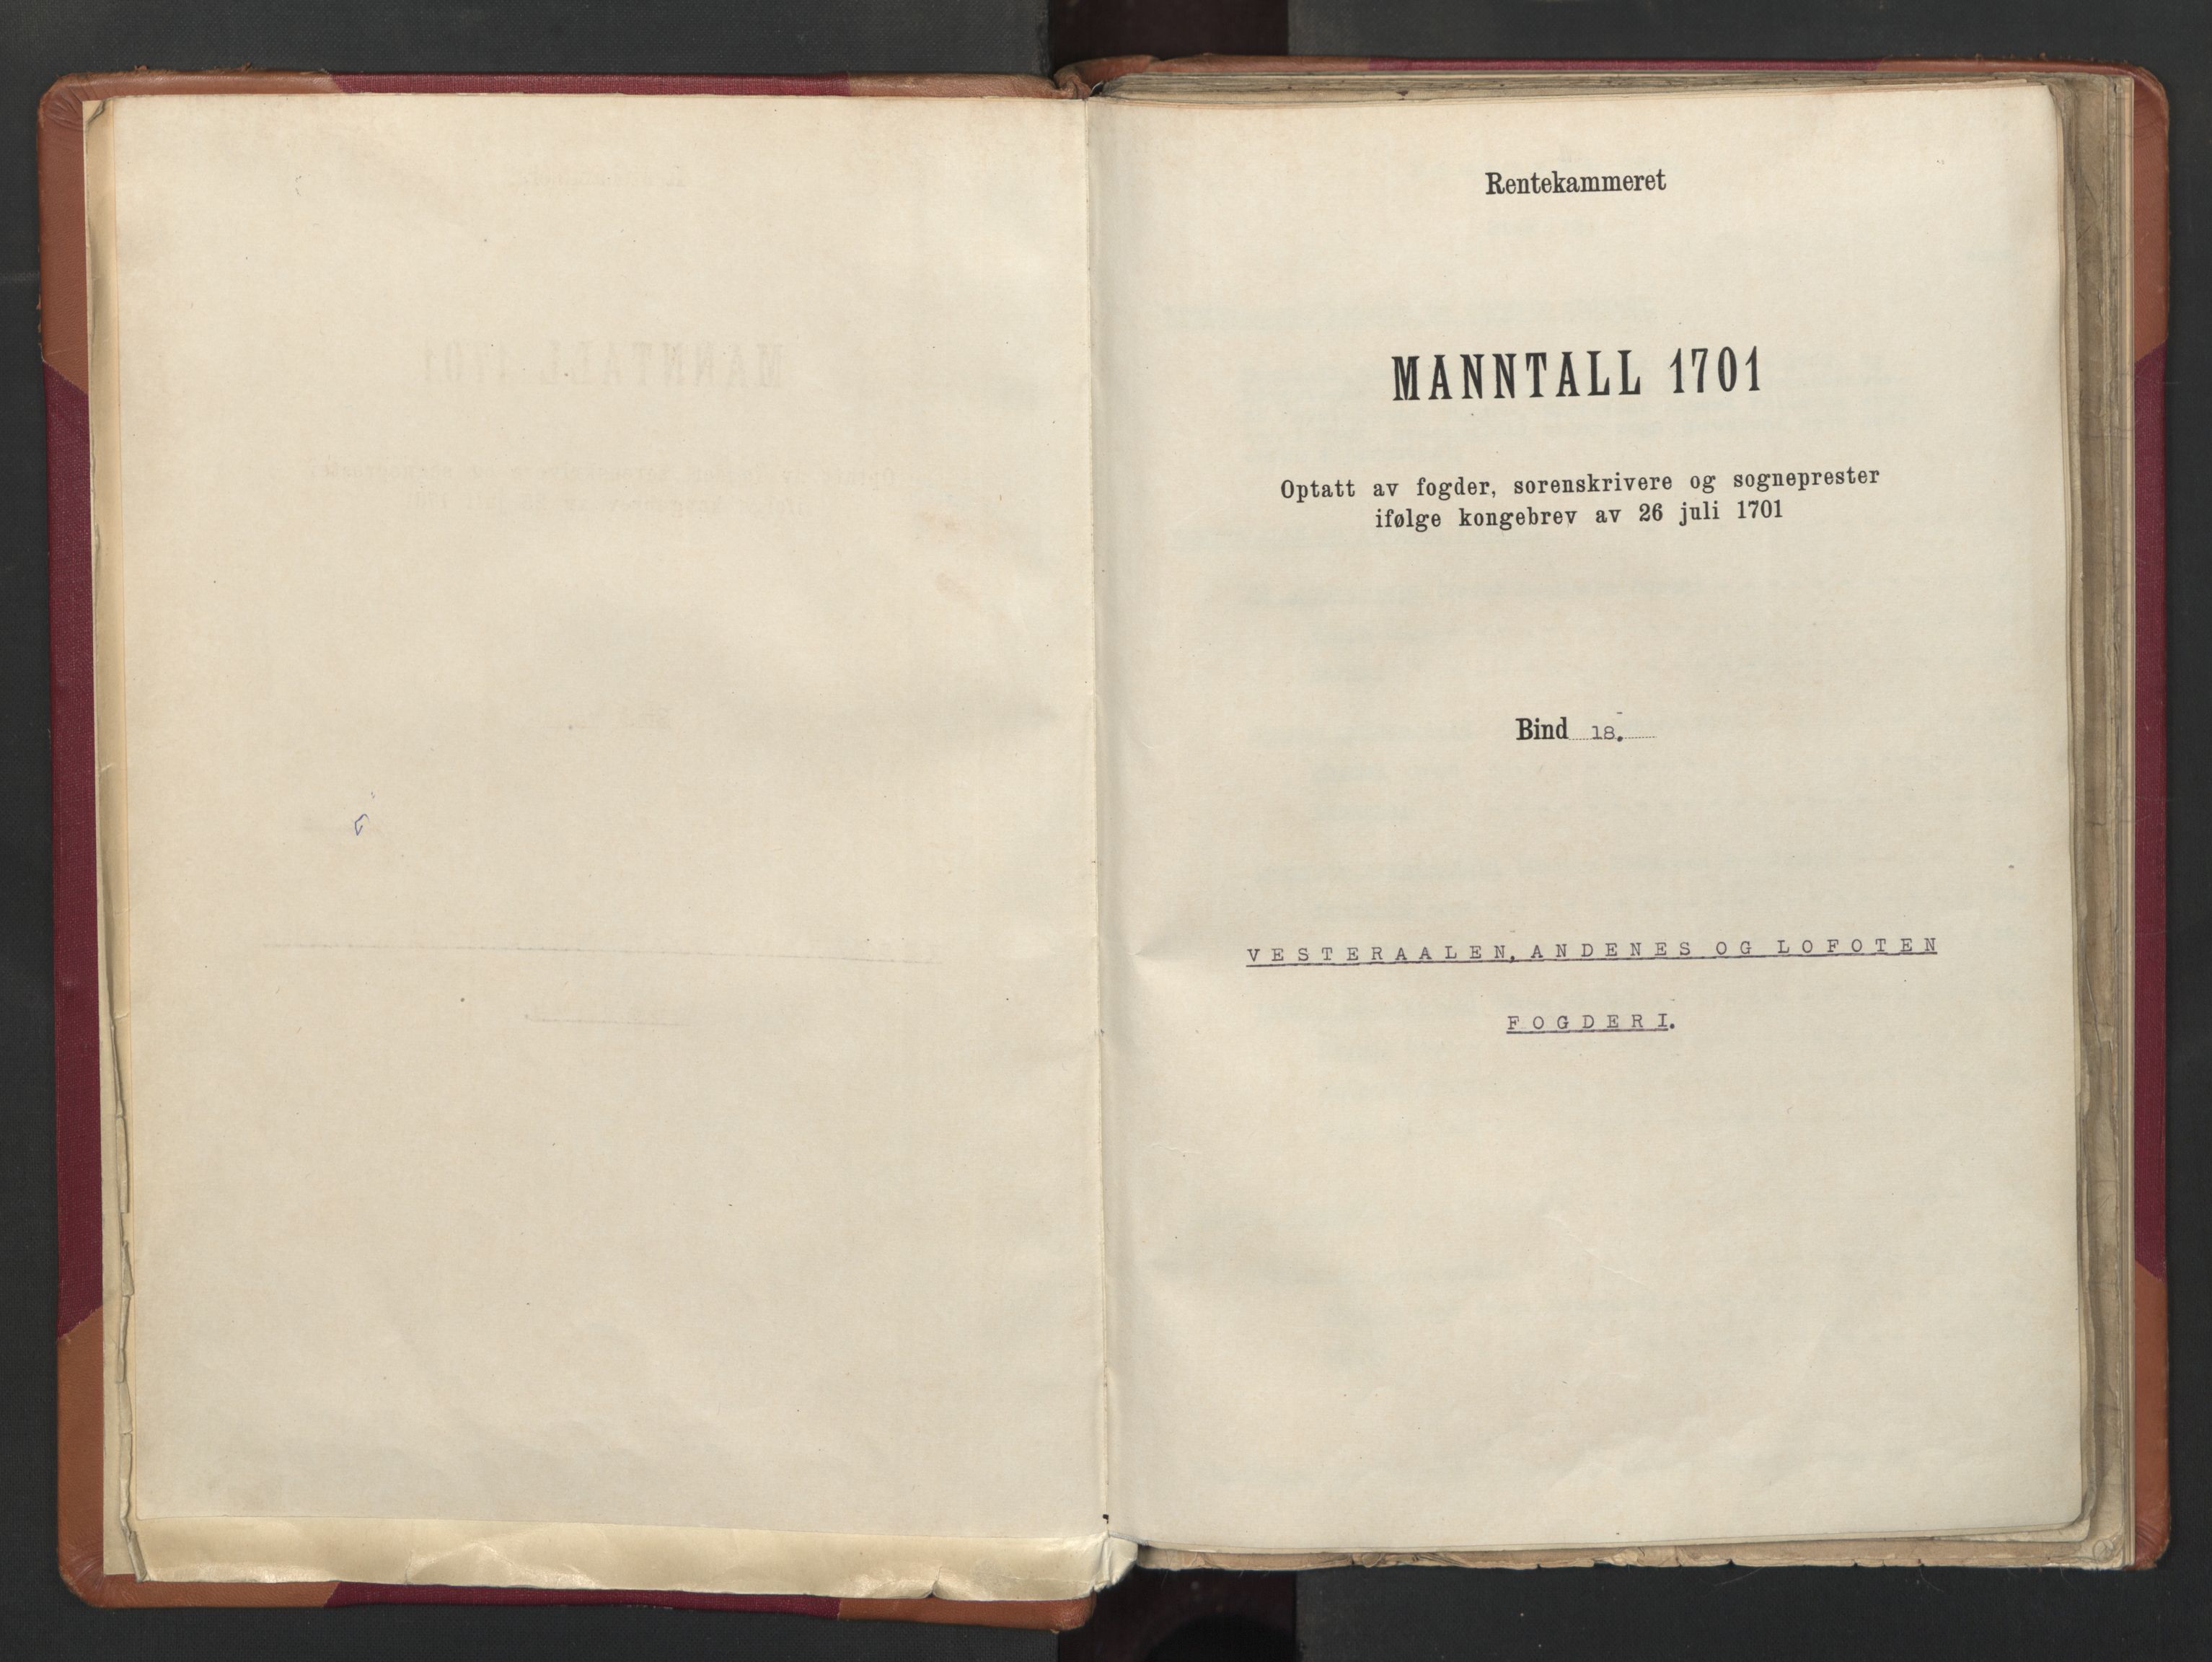 Rentekammeret
MANNTALL 1701
Optatt av fogder, sorenskrivere og sogneprester
ifølge kongebrev av 26 juli 1701
Bind 18.
VESTERAALEN, ANDENES OG LOFOTEN
FOGDERI.